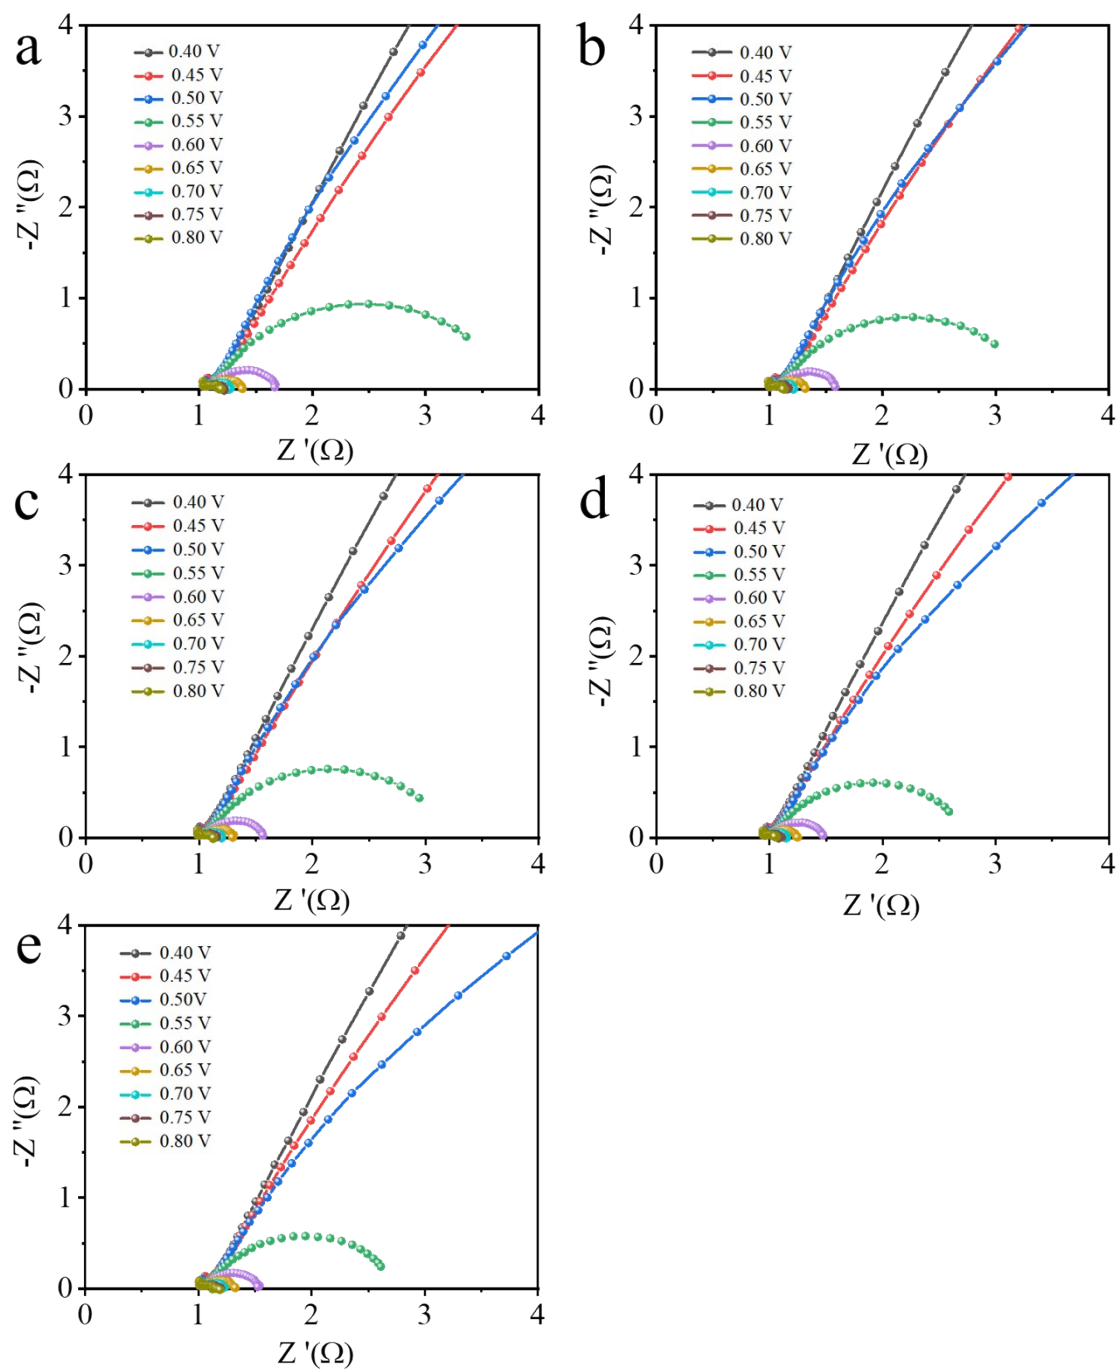 a
-Z "(Ω)
4
3
2
1
0
0.40 V
0.45 V
0.50 V
0.55 V
0.60 V
0.65 V
0.70 V
0.75 V
0.80 V
0 1 2 3 4
Z '(Ω)
b
-Z "(Ω)
4
3
2
1
0
0.40 V
0.45 V
0.50 V
0.55 V
0.60 V
0.65 V
0.70 V
0.75 V
0.80 V
0 1 2 3 4
Z '(Ω)
c
-Z "(Ω)
4
3
2
1
0
0.40 V
0.45 V
0.50 V
0.55 V
0.60 V
0.65 V
0.70 V
0.75 V
0.80 V
0 1 2 3 4
Z '(Ω)
d
-Z "(Ω)
4
3
2
1
0
0.40 V
0.45 V
0.50 V
0.55 V
0.60 V
0.65 V
0.70 V
0.75 V
0.80 V
0 1 2 3 4
Z '(Ω)
e
-Z "(Ω)
4
3
2
1
0
0.40 V
0.45 V
0.50V
0.55 V
0.60 V
0.65 V
0.70 V
0.75 V
0.80 V
0 1 2 3 4
Z '(Ω)